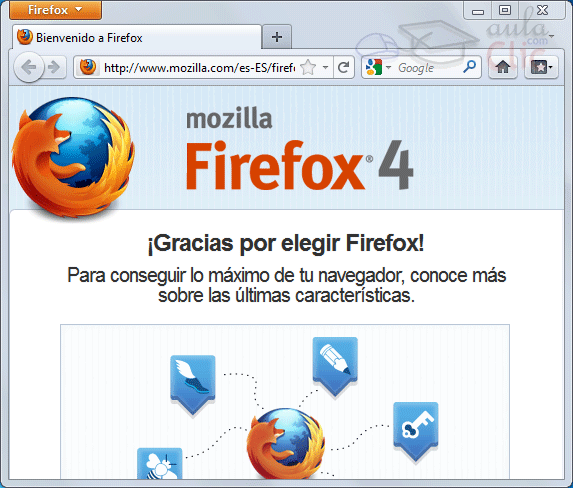 Firefox
aula
.com
Clic
Bienvenido a Firefox
http://www.mozilla.com/es-ES/firef
Google
mozilla
Firefox® 4
¡Gracias por elegir Firefox!
Para conseguir lo máximo de tu navegador, conoce más
sobre las últimas características.